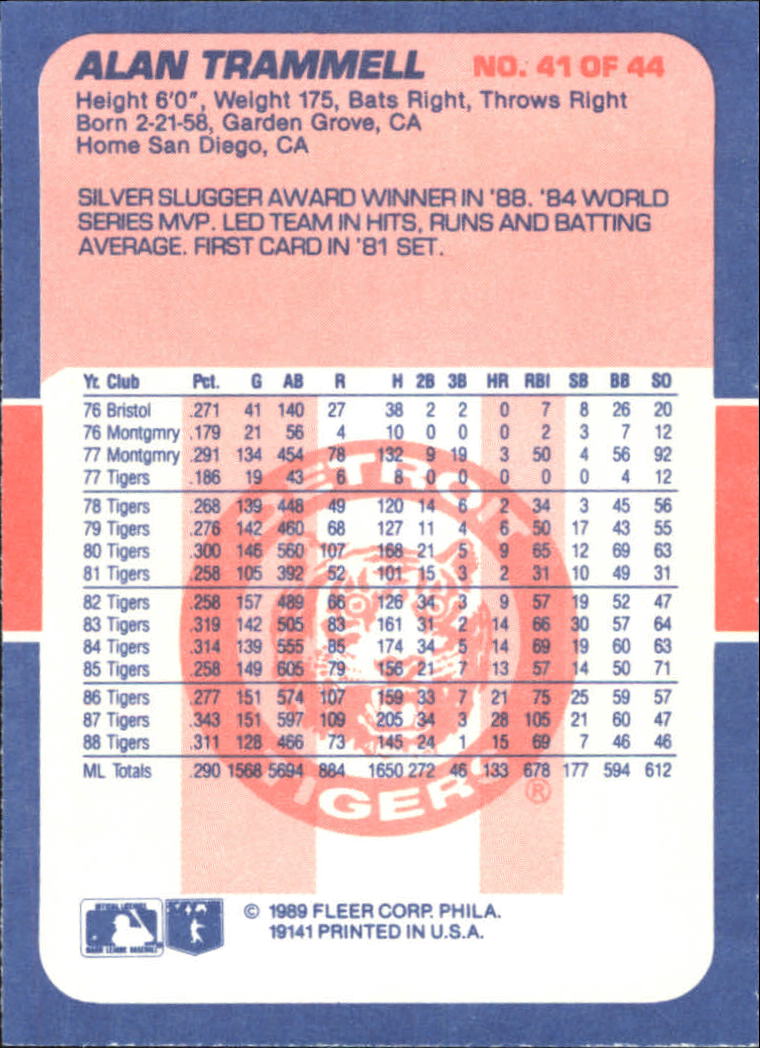 ALAN TRAMMELL NO. 41 OF 44
Height 6'0", Weight 175, Bats Right, Throws Right
Born 2-21-58, Garden Grove, CA
Home San Diego, CA
SILVER SLUGGER AWARD WINNER IN '88. '84 WORLD
SERIES MVP. LED TEAM IN HITS, RUNS AND BATTING
AVERAGE. FIRST CARD IN '81 SET.
Yr. Club Pct. G AB R H 2B 3B HR RBI SB BB SO
76 Bristol .271 41 140 27 38 2 2 0 7 8 26 20
76 Montgmry .179 21 56 4 10 0 0 0 2 3 7 12
77 Montgmry .291 134 454 78 132 9 19 3 50 4 56 92
77 Tigers .186 19 43 6 8 0 0 0 0 0 4 12
78 Tigers .268 139 448 49 120 14 6 2 34 3 45 56
79 Tigers .276 142 460 68 127 11 4 6 50 17 43 55
80 Tigers .300 146 560 107 168 21 5 9 65 12 69 63
81 Tigers .258 105 392 52 101 15 3 2 31 10 49 31
82 Tigers .258 157 489 66 126 34 3 9 57 19 52 47
83 Tigers .319 142 505 83 161 31 2 14 66 30 57 64
84 Tigers .314 139 555 85 174 34 5 14 69 19 60 63
85 Tigers .258 149 605 79 156 21 7 13 57 14 50 71
86 Tigers .277 151 574 107 159 33 7 21 75 25 59 57
87 Tigers .343 151 597 109 205 34 3 28 105 21 60 47
88 Tigers .311 128 466 73 145 24 1 15 69 7 46 46
ML Totals .290 1568 5694 884 1650 272 46 133 678 177 594 612
DETROIT
TIGERS
®
© 1989 FLEER CORP. PHILA.
19141 PRINTED IN U.S.A.